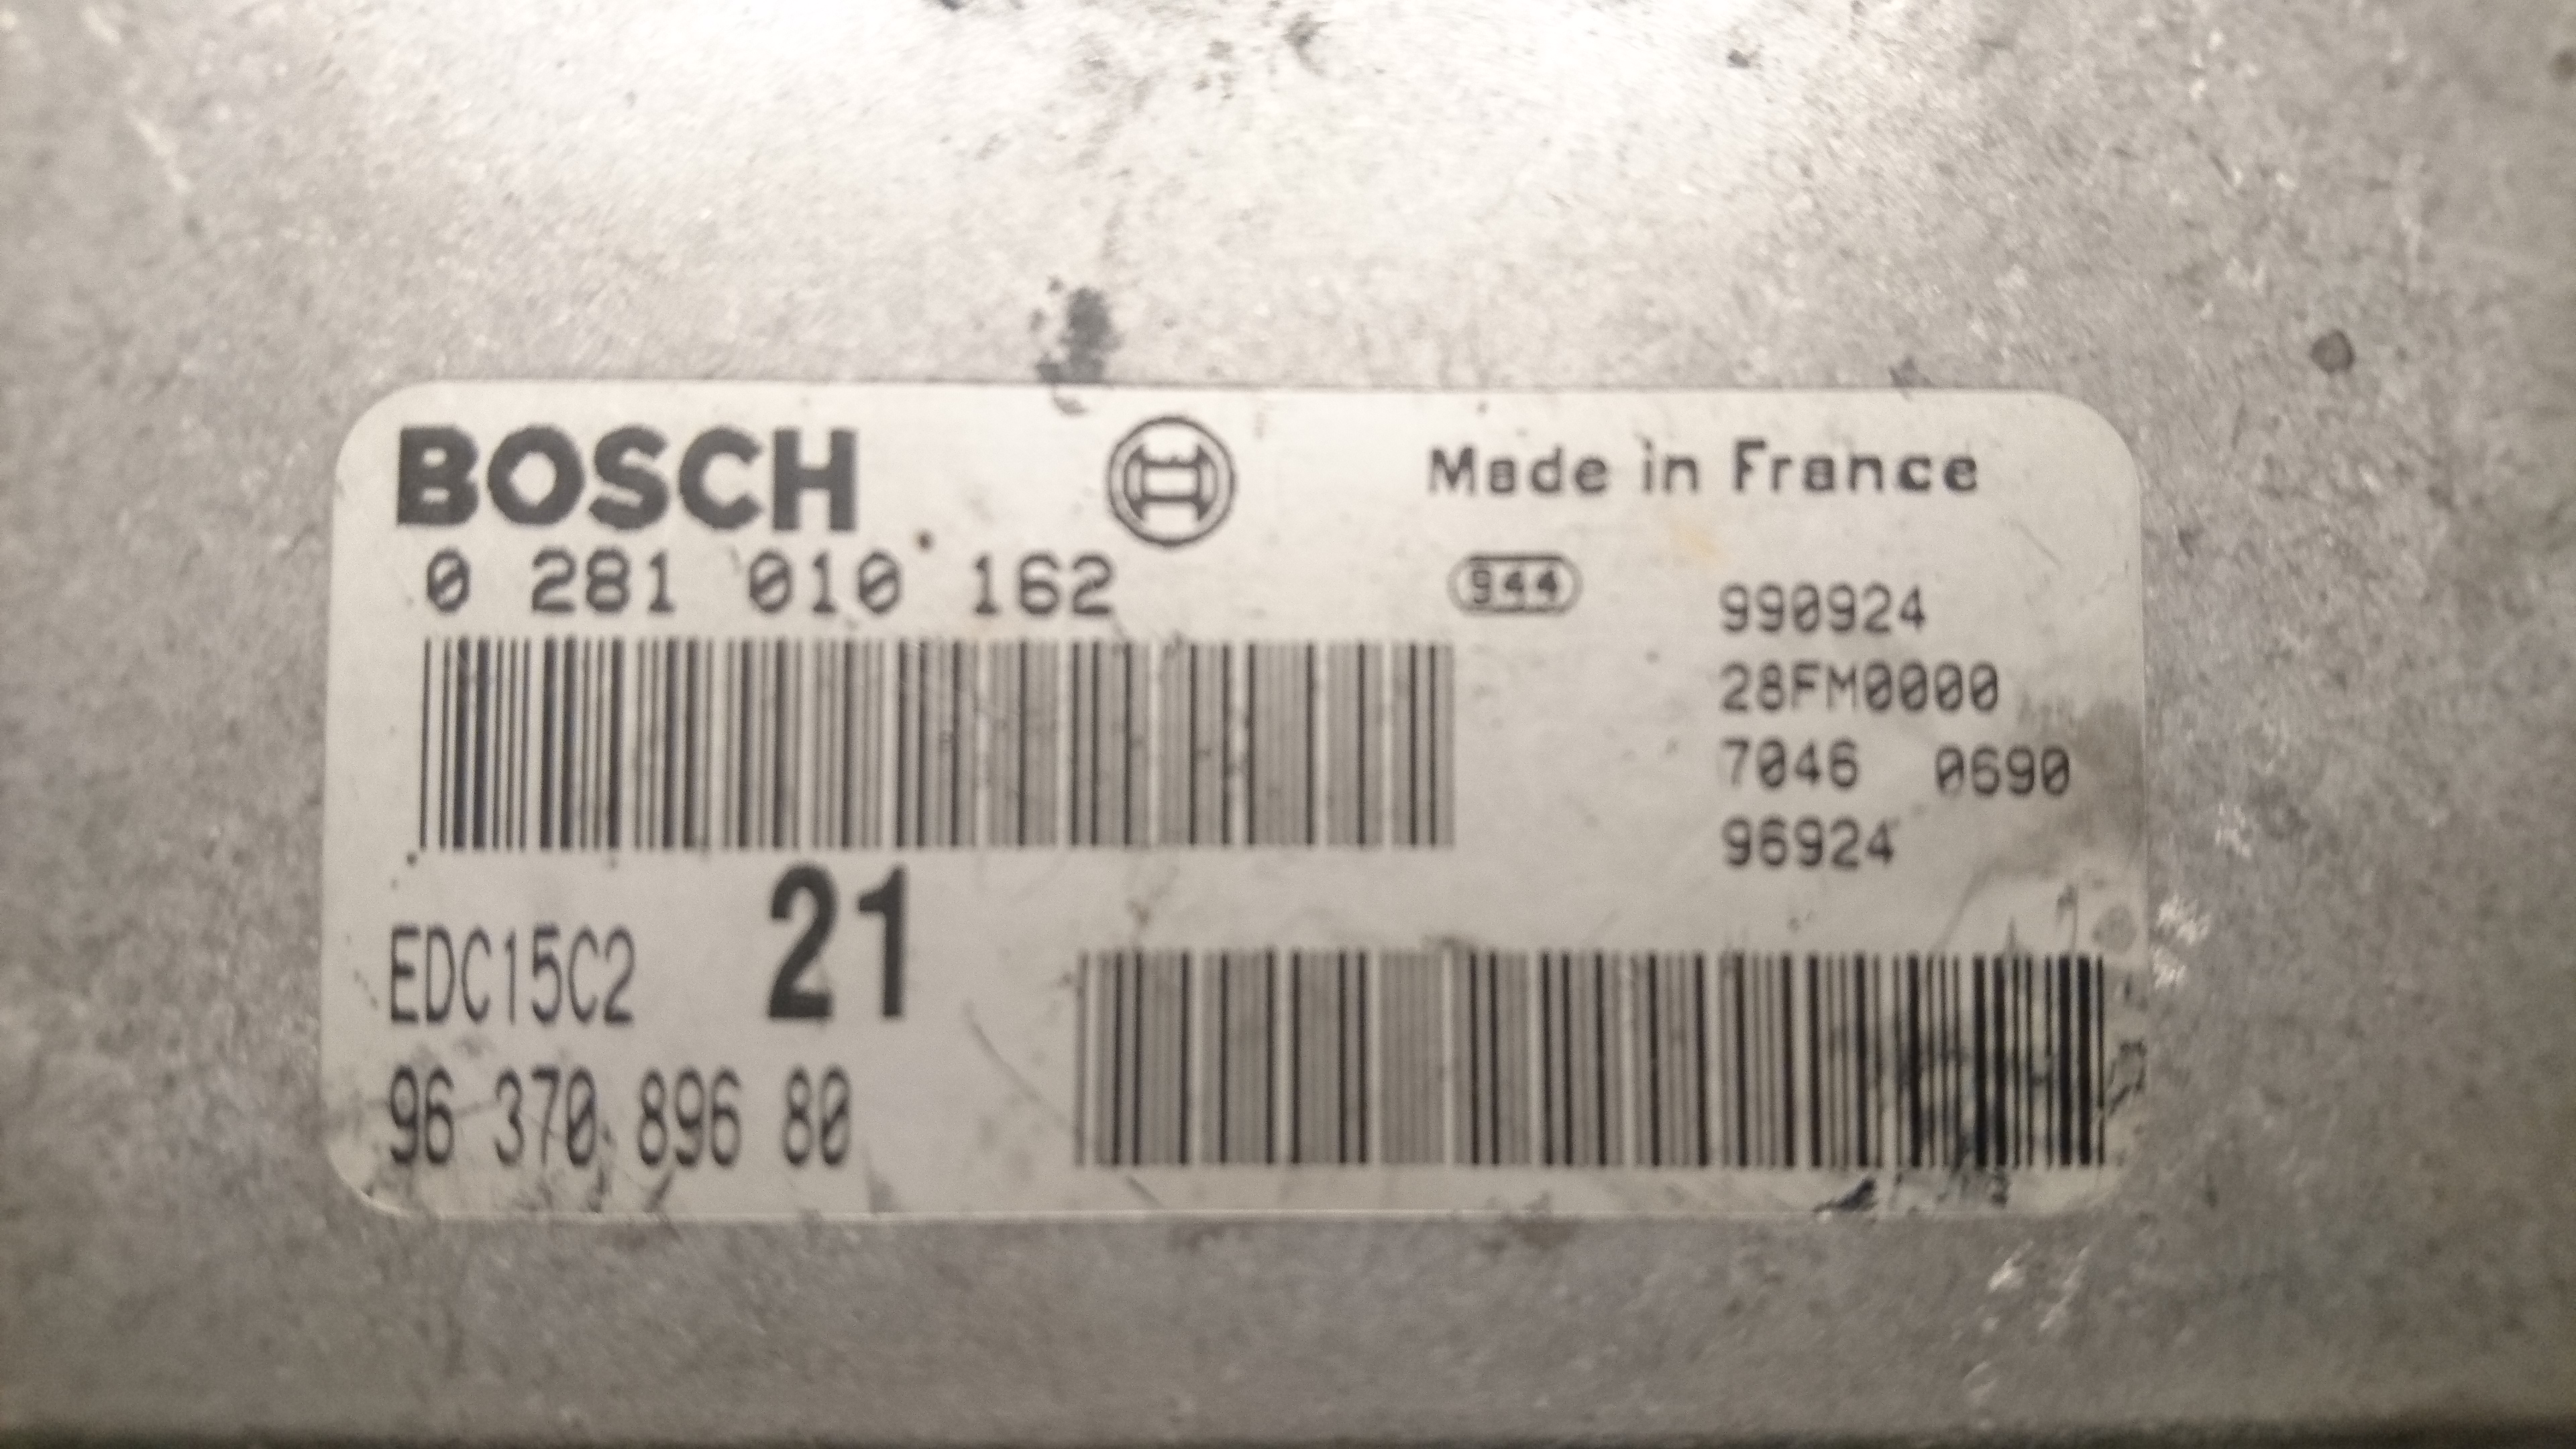 BOSCH
Made in France
0 281 010 162
944
990924
28FM0000
7046 0690
96924
EDC15C2 21
96 370 896 80